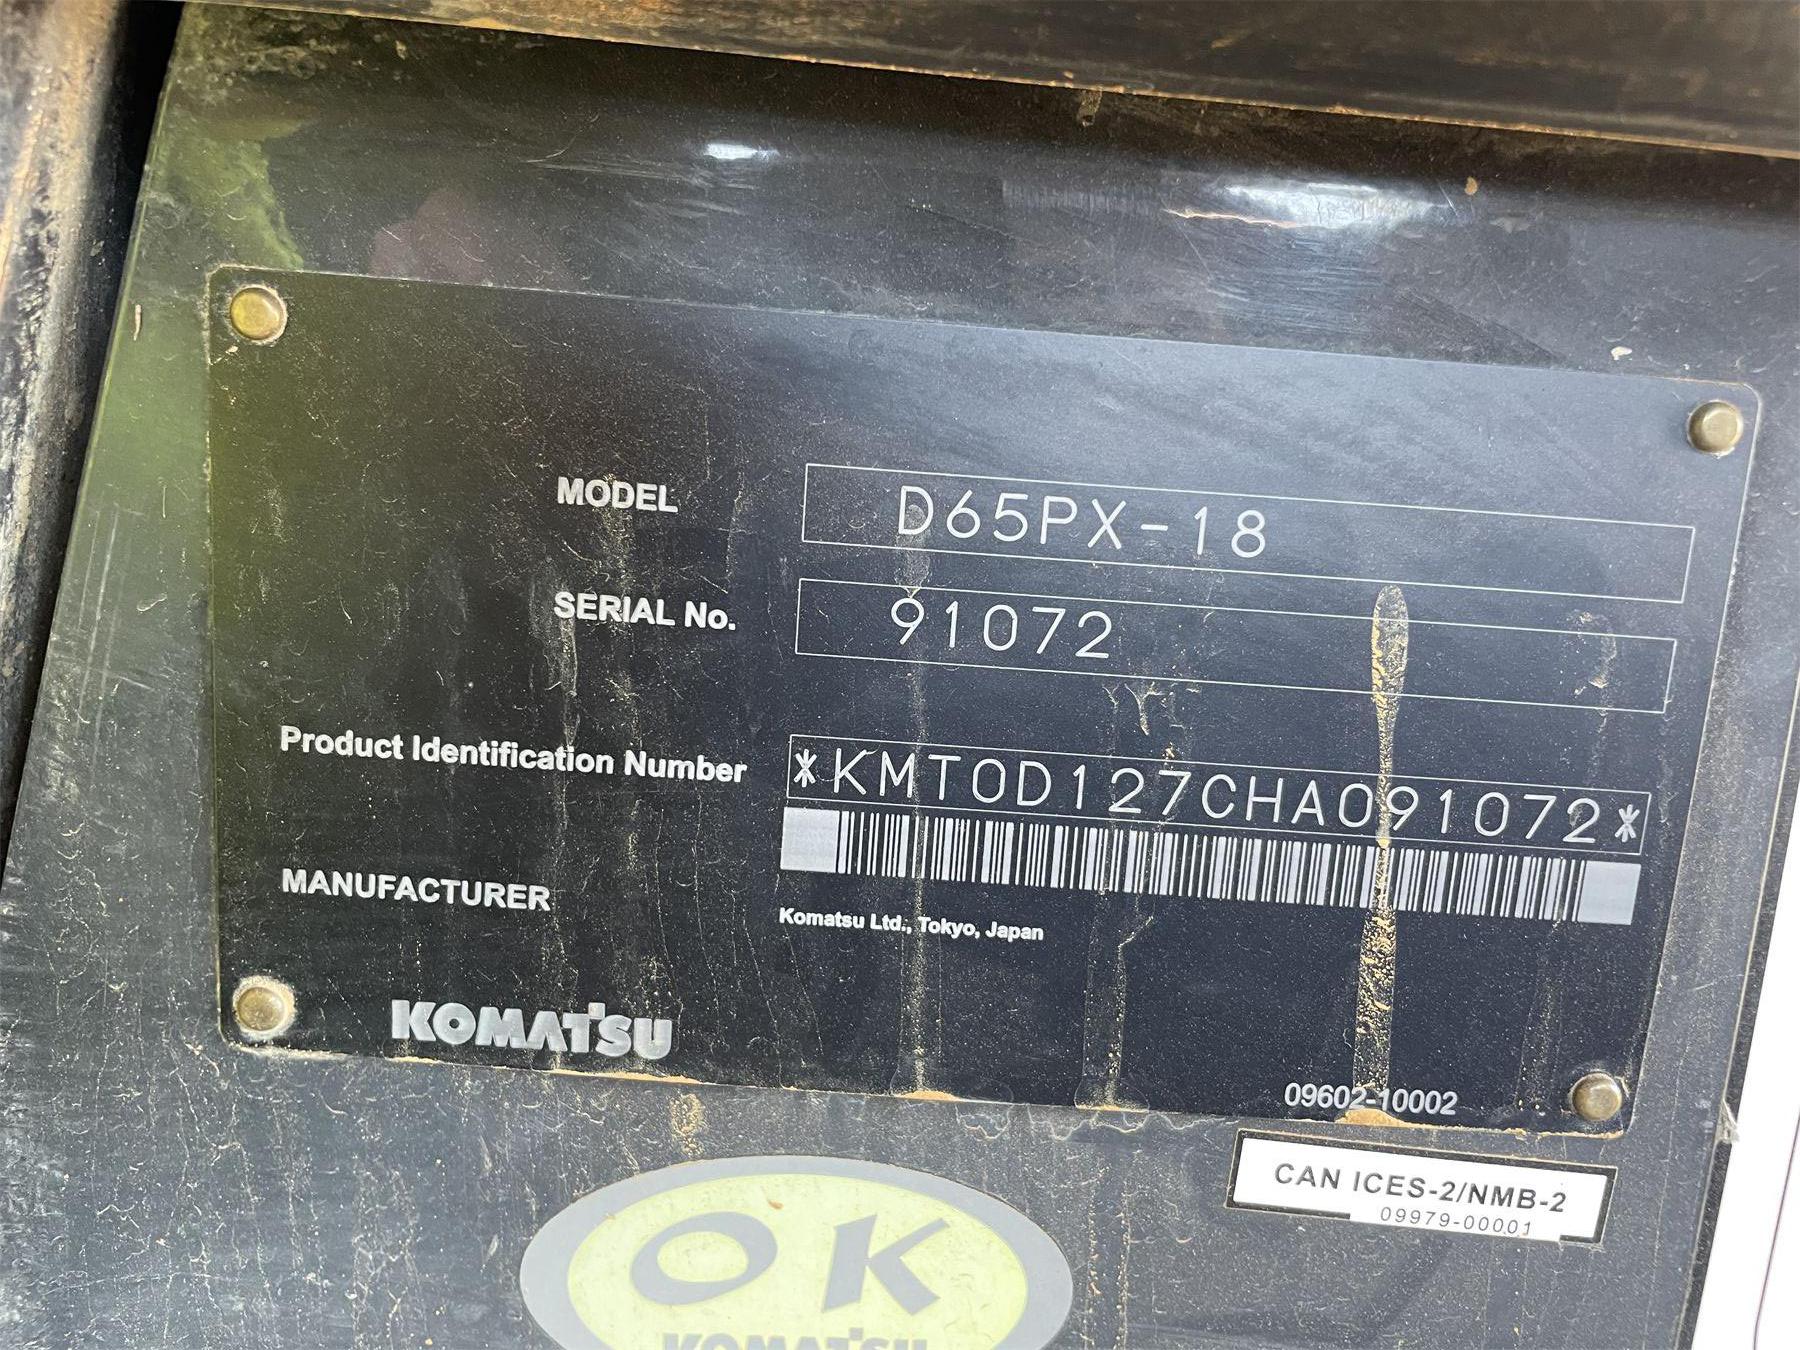 MODEL D65PX-18
SERIAL No. 91072
Product Identification Number *KMT0D127CHA091072*
MANUFACTURER Komatsu Ltd., Tokyo, Japan
KOMATSU
09602-10002
CAN ICES-2/NMB-2
09979-00001
OK
KOMATSU